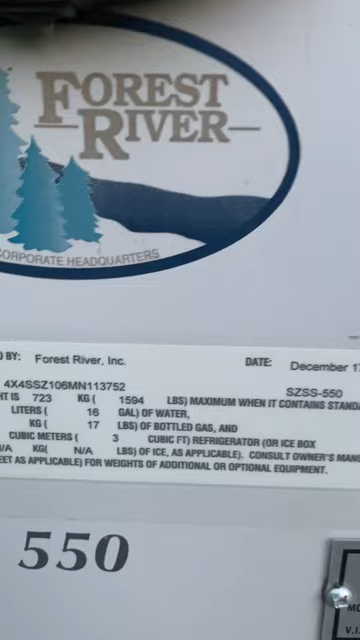 FOREST
RIVER
CORPORATE HEADQUARTERS
BY: Forest River, Inc. DATE: December 17
4X4SSZ106MN113752 SZSS-550
IS 723 KG ( 1594 LBS) MAXIMUM WHEN IT CONTAINS STANDA
LITERS ( 16 GAL) OF WATER,
KG ( 17 LBS) OF BOTTLED GAS, AND
CUBIC METERS ( 3 CUBIC FT) REFRIGERATOR (OR ICE BOX
/A KG( N/A LBS) OF ICE, AS APPLICABLE). CONSULT OWNER'S MANU
EET AS APPLICABLE) FOR WEIGHTS OF ADDITIONAL OR OPTIONAL EQUIPMENT.
550
MO
V.I.